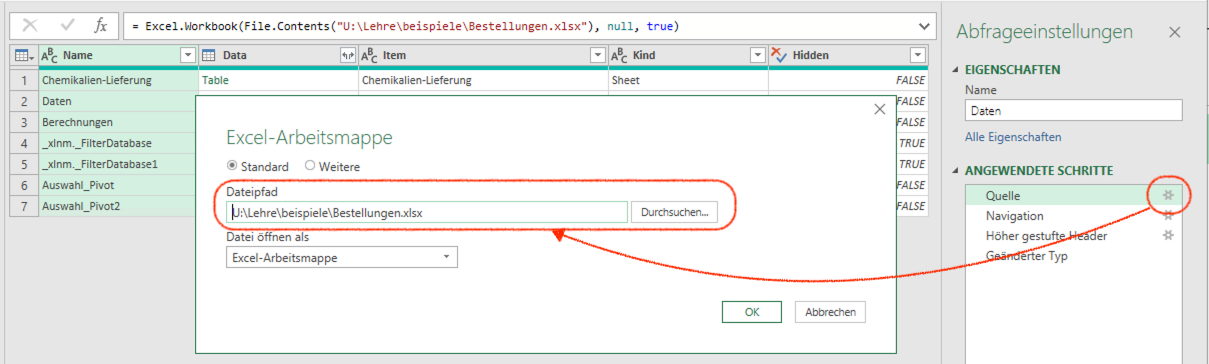 fx = Excel.Workbook(File.Contents("U:\Lehre\beispiele\Bestellungen.xlsx"), null, true)
Abfrageeinstellungen
ABC Name ABC Data ABC Item ABC Kind Hidden
1 Chemikalien-Lieferung Table Chemikalien-Lieferung Sheet FALSE
2 Daten FALSE
3 Berechnungen FALSE
4 _xlnm._FilterDatabase TRUE
5 _xlnm._FilterDatabase1 TRUE
6 Auswahl_Pivot FALSE
7 Auswahl_Pivot2 FALSE
Excel-Arbeitsmappe
Standard Weitere
Dateipfad
U:\Lehre\beispiele\Bestellungen.xlsx Durchsuchen...
Datei öffnen als
Excel-Arbeitsmappe
OK Abbrechen
EIGENSCHAFTEN
Name
Daten
Alle Eigenschaften
ANGEWENDETE SCHRITTE
Quelle
Navigation
Höher gestufte Header
Geänderter Typ